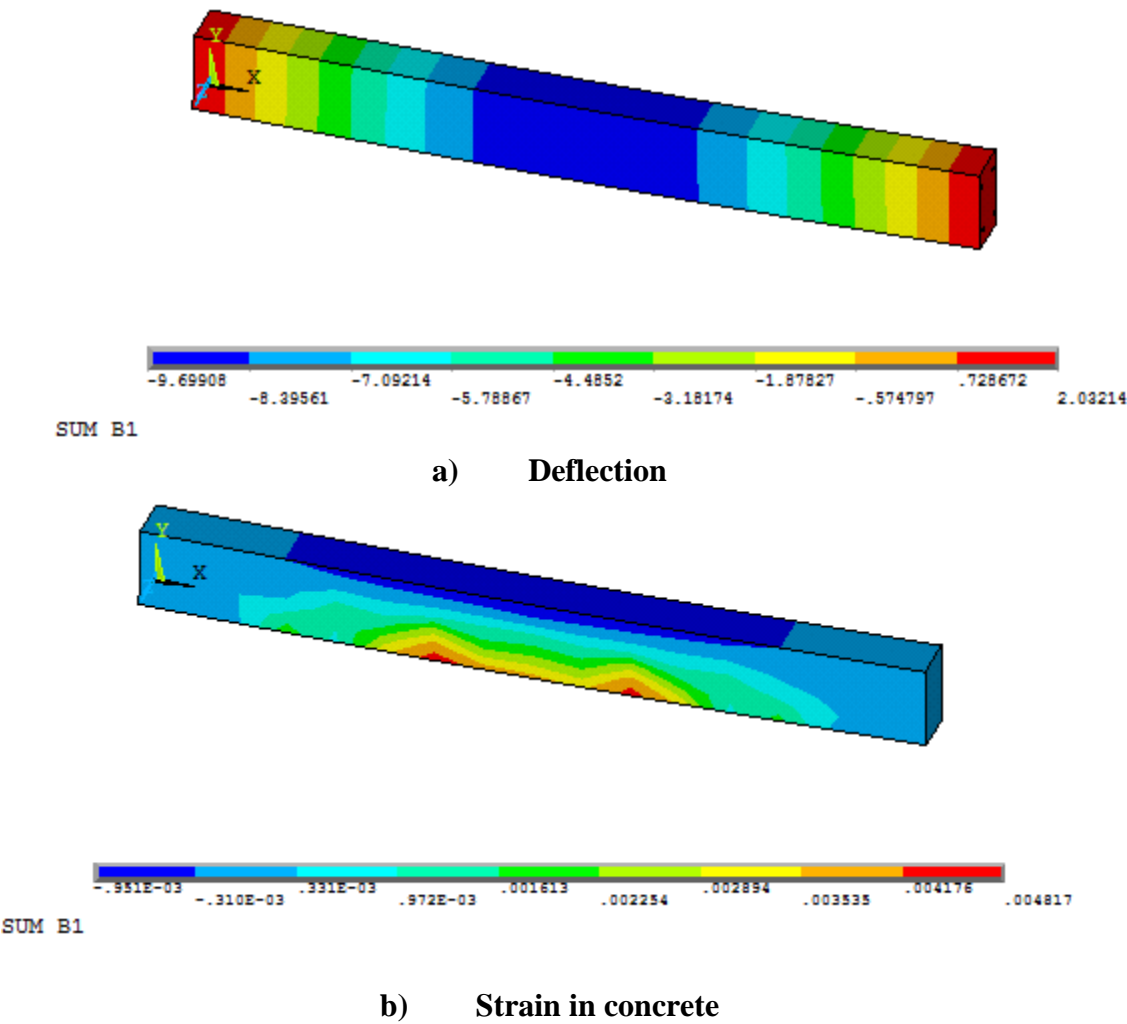 Y
X
Z
-9.69908 -7.09214 -4.4852 -1.87827 .728672
-8.39561 -5.78867 -3.18174 -.574797 2.03214
SUM B1
a) Deflection
Y
X
Z
-.951E-03 .331E-03 .001613 .002894 .004176
-.310E-03 .972E-03 .002254 .003535 .004817
SUM B1
b) Strain in concrete